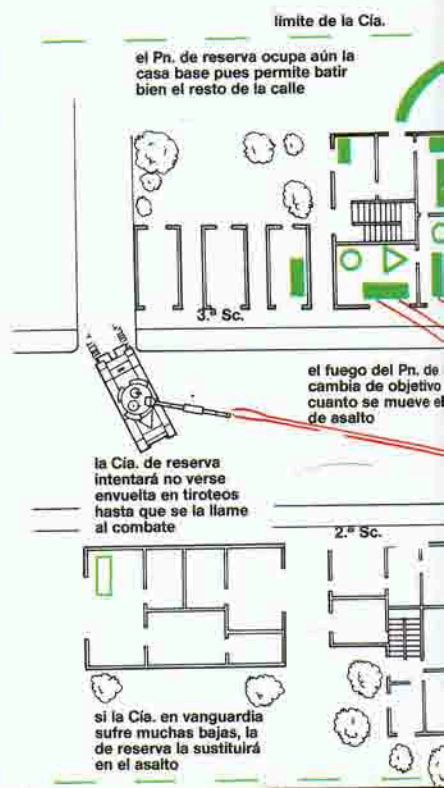 límite de la Cía.
el Pn. de reserva ocupa aún la
casa base pues permite batir
bien el resto de la calle
3.ª Sc.
el fuego del Pn. de
cambia de objetivo
cuanto se mueve el
de asalto
la Cía. de reserva
intentará no verse
envuelta en tiroteos
hasta que se la llame
al combate
2.ª Sc.
si la Cía. en vanguardia
sufre muchas bajas, la
de reserva la sustituirá
en el asalto